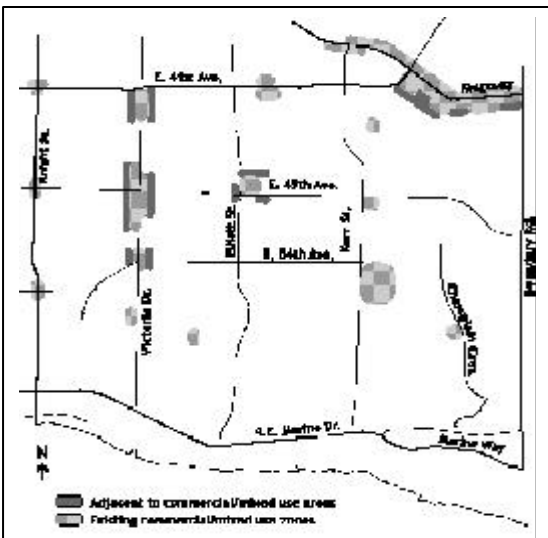 E. 41st Ave.
Kingsway
Knight St.
E. 49th Ave.
Elliott St.
Kerr St.
E. 54th Ave.
Victoria Dr.
Boundary Rd.
S.E. Marine Dr.
Marine Way
N
Adjacent to commercial/mixed use areas
Existing commercial/mixed use zones